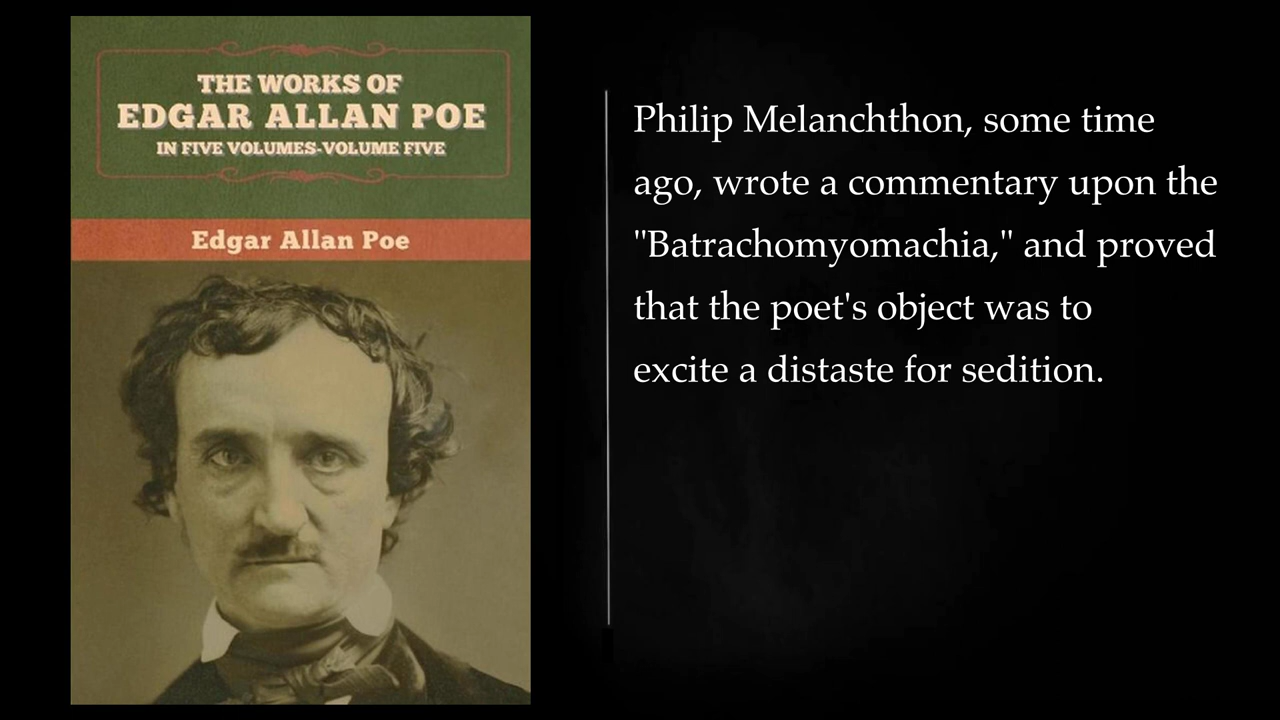 THE WORKS OF
EDGAR ALLAN POE
IN FIVE VOLUMES-VOLUME FIVE
Edgar Allan Poe
Philip Melanchthon, some time
ago, wrote a commentary upon the
"Batrachomyomachia," and proved
that the poet's object was to
excite a distaste for sedition.